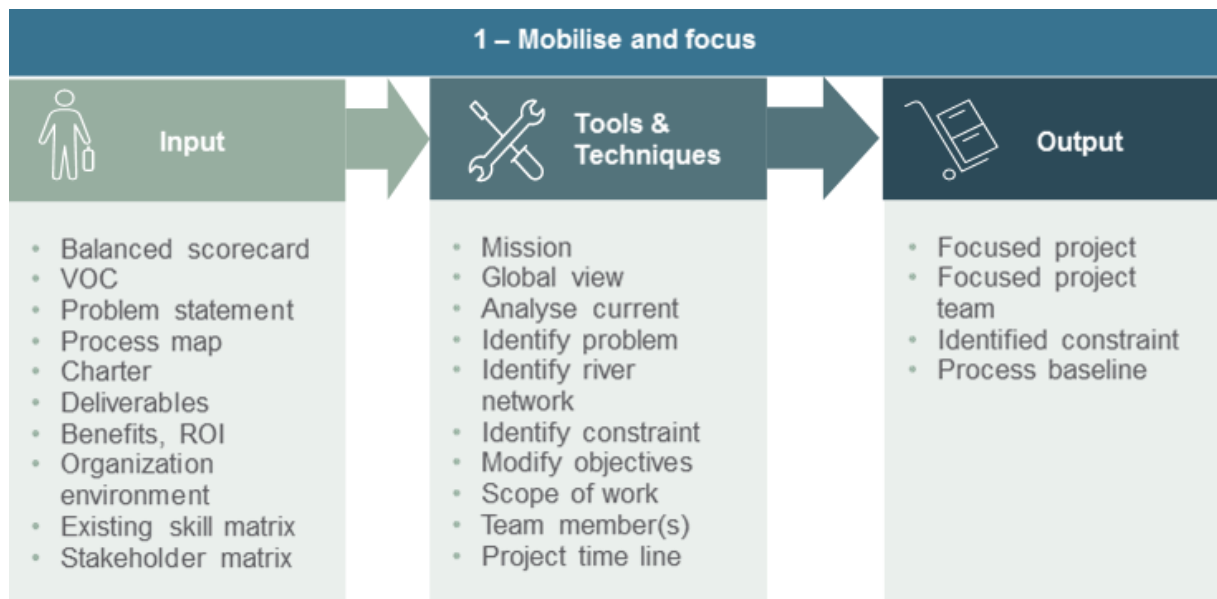 1 – Mobilise and focus
Input
• Balanced scorecard
• VOC
• Problem statement
• Process map
• Charter
• Deliverables
• Benefits, ROI
• Organization
environment
• Existing skill matrix
• Stakeholder matrix
Tools &
Techniques
• Mission
• Global view
• Analyse current
• Identify problem
• Identify river
network
• Identify constraint
• Modify objectives
• Scope of work
• Team member(s)
• Project time line
Output
• Focused project
• Focused project
team
• Identified constraint
• Process baseline